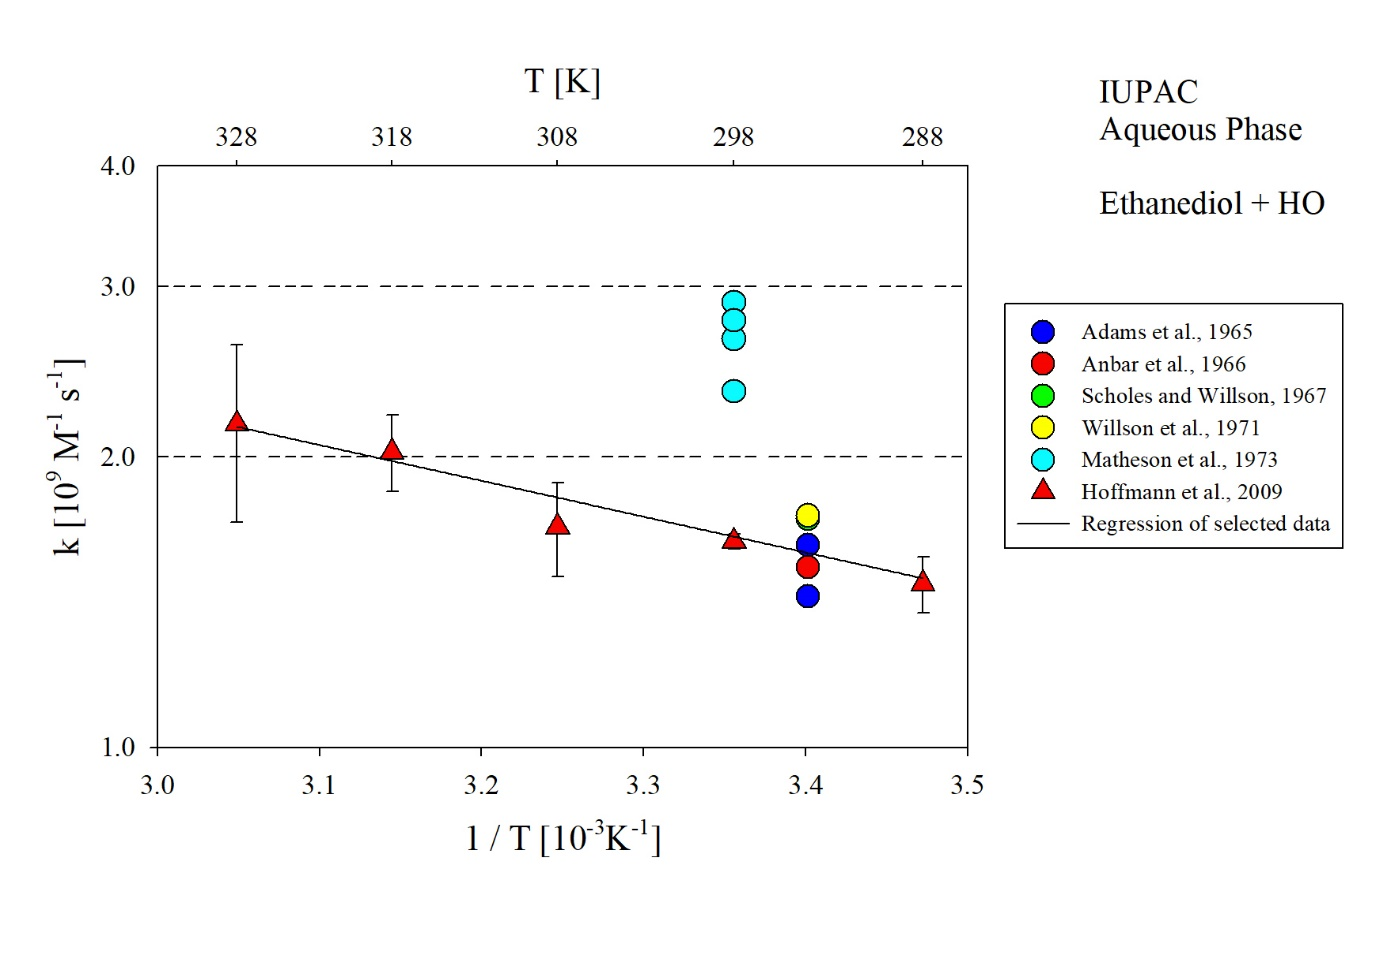 T [K]
328 318 308 298 288
IUPAC
Aqueous Phase
Ethanediol + HO
4.0
3.0
2.0
1.0
k [10⁹ M⁻¹ s⁻¹]
3.0 3.1 3.2 3.3 3.4 3.5
1 / T [10⁻³K⁻¹]
Adams et al., 1965
Anbar et al., 1966
Scholes and Willson, 1967
Willson et al., 1971
Matheson et al., 1973
Hoffmann et al., 2009
Regression of selected data